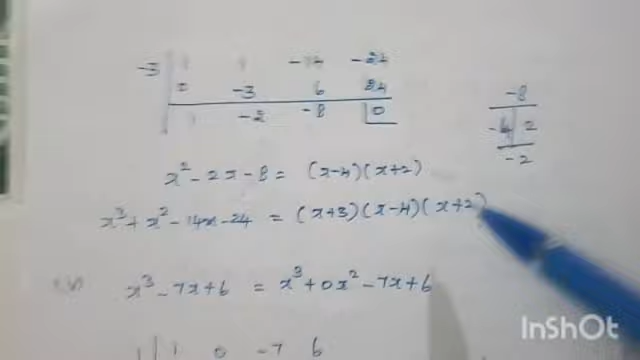 -3 | 1 1 -14 -24
0 -3 6 24
1 -2 -8 | 0
-8
-4 | 2
-2
x² - 2x - 8 = (x-4)(x+2)
x³ + x² - 14x - 24 = (x+3)(x-4)(x+2)
x³ - 7x + 6 = x³ + 0x² - 7x + 6
1 | 1 0 -7 6
InShOt